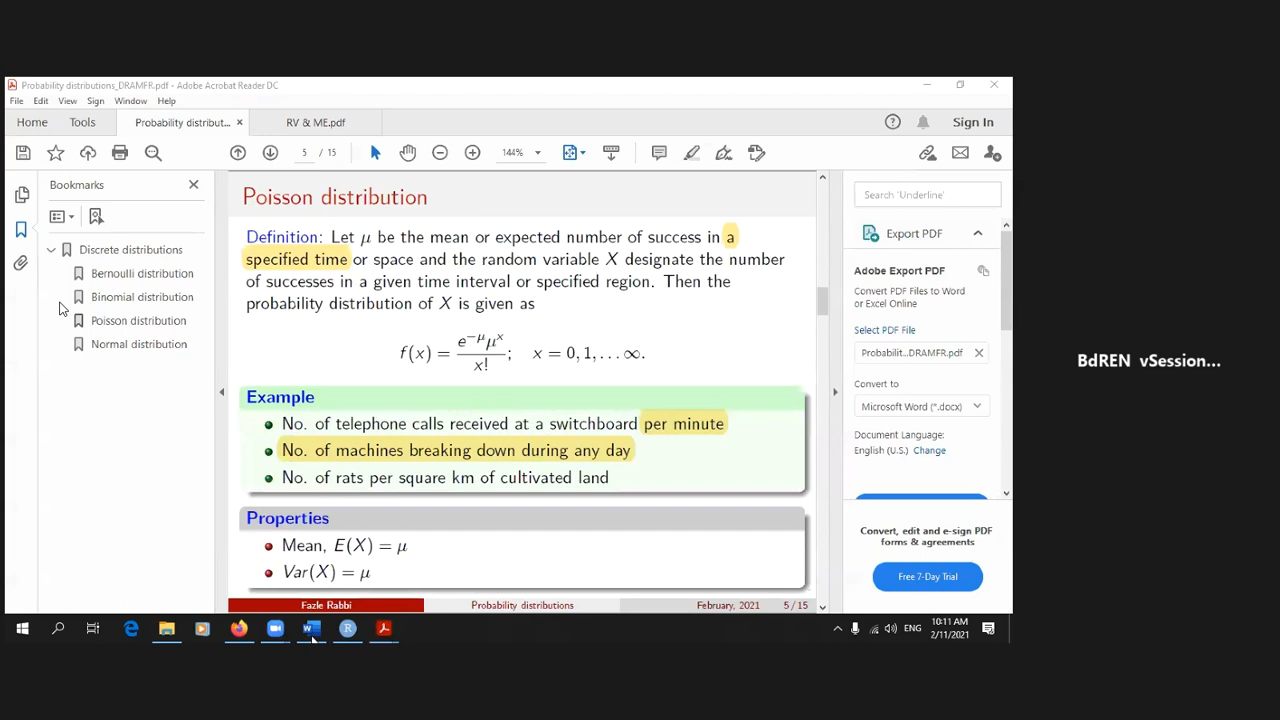 Probability distributions_DRAMFR.pdf - Adobe Acrobat Reader DC
File Edit View Sign Window Help
Home Tools Probability distribut... × RV & ME.pdf Sign In
5 / 15 144%
Bookmarks
Discrete distributions
Bernoulli distribution
Binomial distribution
Poisson distribution
Normal distribution
Poisson distribution
Definition: Let μ be the mean or expected number of success in a
specified time or space and the random variable X designate the number
of successes in a given time interval or specified region. Then the
probability distribution of X is given as
f(x) = e^{−μ}μ^x / x! ; x = 0, 1, . . . ∞.
Example
No. of telephone calls received at a switchboard per minute
No. of machines breaking down during any day
No. of rats per square km of cultivated land
Properties
Mean, E(X) = μ
Var(X) = μ
Fazle Rabbi Probability distributions February, 2021 5 / 15
Search 'Underline'
Export PDF
Adobe Export PDF
Convert PDF Files to Word
or Excel Online
Select PDF File
Probabilit...DRAMFR.pdf ×
Convert to
Microsoft Word (*.docx)
Document Language:
English (U.S.) Change
Convert, edit and e-sign PDF
forms & agreements
Free 7-Day Trial
BdREN vSession...
ENG
10:11 AM
2/11/2021